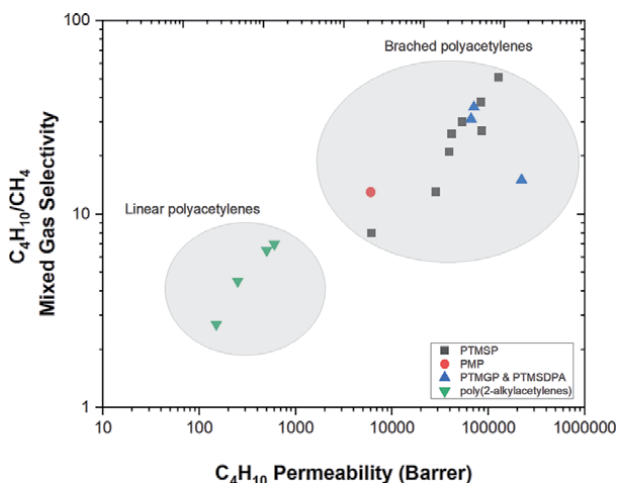 100
10
1
C₄H₁₀/CH₄
Mixed Gas Selectivity
Brached polyacetylenes
Linear polyacetylenes
PTMSP
PMP
PTMGP & PTMSDPA
poly(2-alkylacetylenes)
10 100 1000 10000 100000 1000000
C₄H₁₀ Permeability (Barrer)